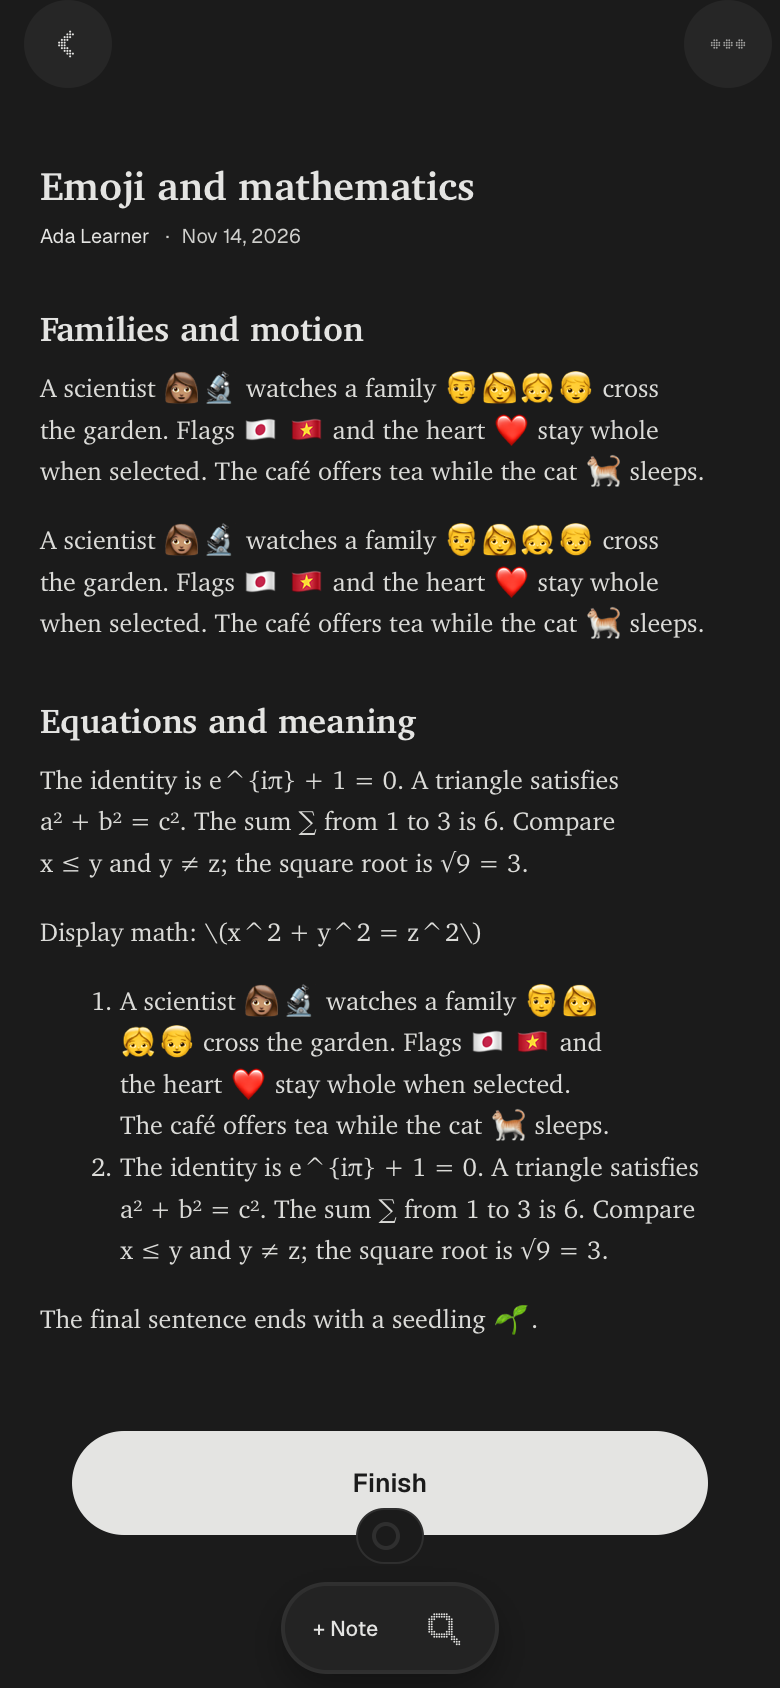 Emoji and mathematics
Ada Learner · Nov 14, 2026
Families and motion
A scientist 👩🏽🔬 watches a family 👨👩👧👦 cross
the garden. Flags 🇯🇵 🇻🇳 and the heart ❤️ stay whole
when selected. The café offers tea while the cat 🐈 sleeps.
A scientist 👩🏽🔬 watches a family 👨👩👧👦 cross
the garden. Flags 🇯🇵 🇻🇳 and the heart ❤️ stay whole
when selected. The café offers tea while the cat 🐈 sleeps.
Equations and meaning
The identity is e^{iπ} + 1 = 0. A triangle satisfies
a² + b² = c². The sum ∑ from 1 to 3 is 6. Compare
x ≤ y and y ≠ z; the square root is √9 = 3.
Display math: \(x^2 + y^2 = z^2\)
1. A scientist 👩🏽🔬 watches a family 👨👩
👧👦 cross the garden. Flags 🇯🇵 🇻🇳 and
the heart ❤️ stay whole when selected.
The café offers tea while the cat 🐈 sleeps.
2. The identity is e^{iπ} + 1 = 0. A triangle satisfies
a² + b² = c². The sum ∑ from 1 to 3 is 6. Compare
x ≤ y and y ≠ z; the square root is √9 = 3.
The final sentence ends with a seedling 🌱.
Finish
+ Note